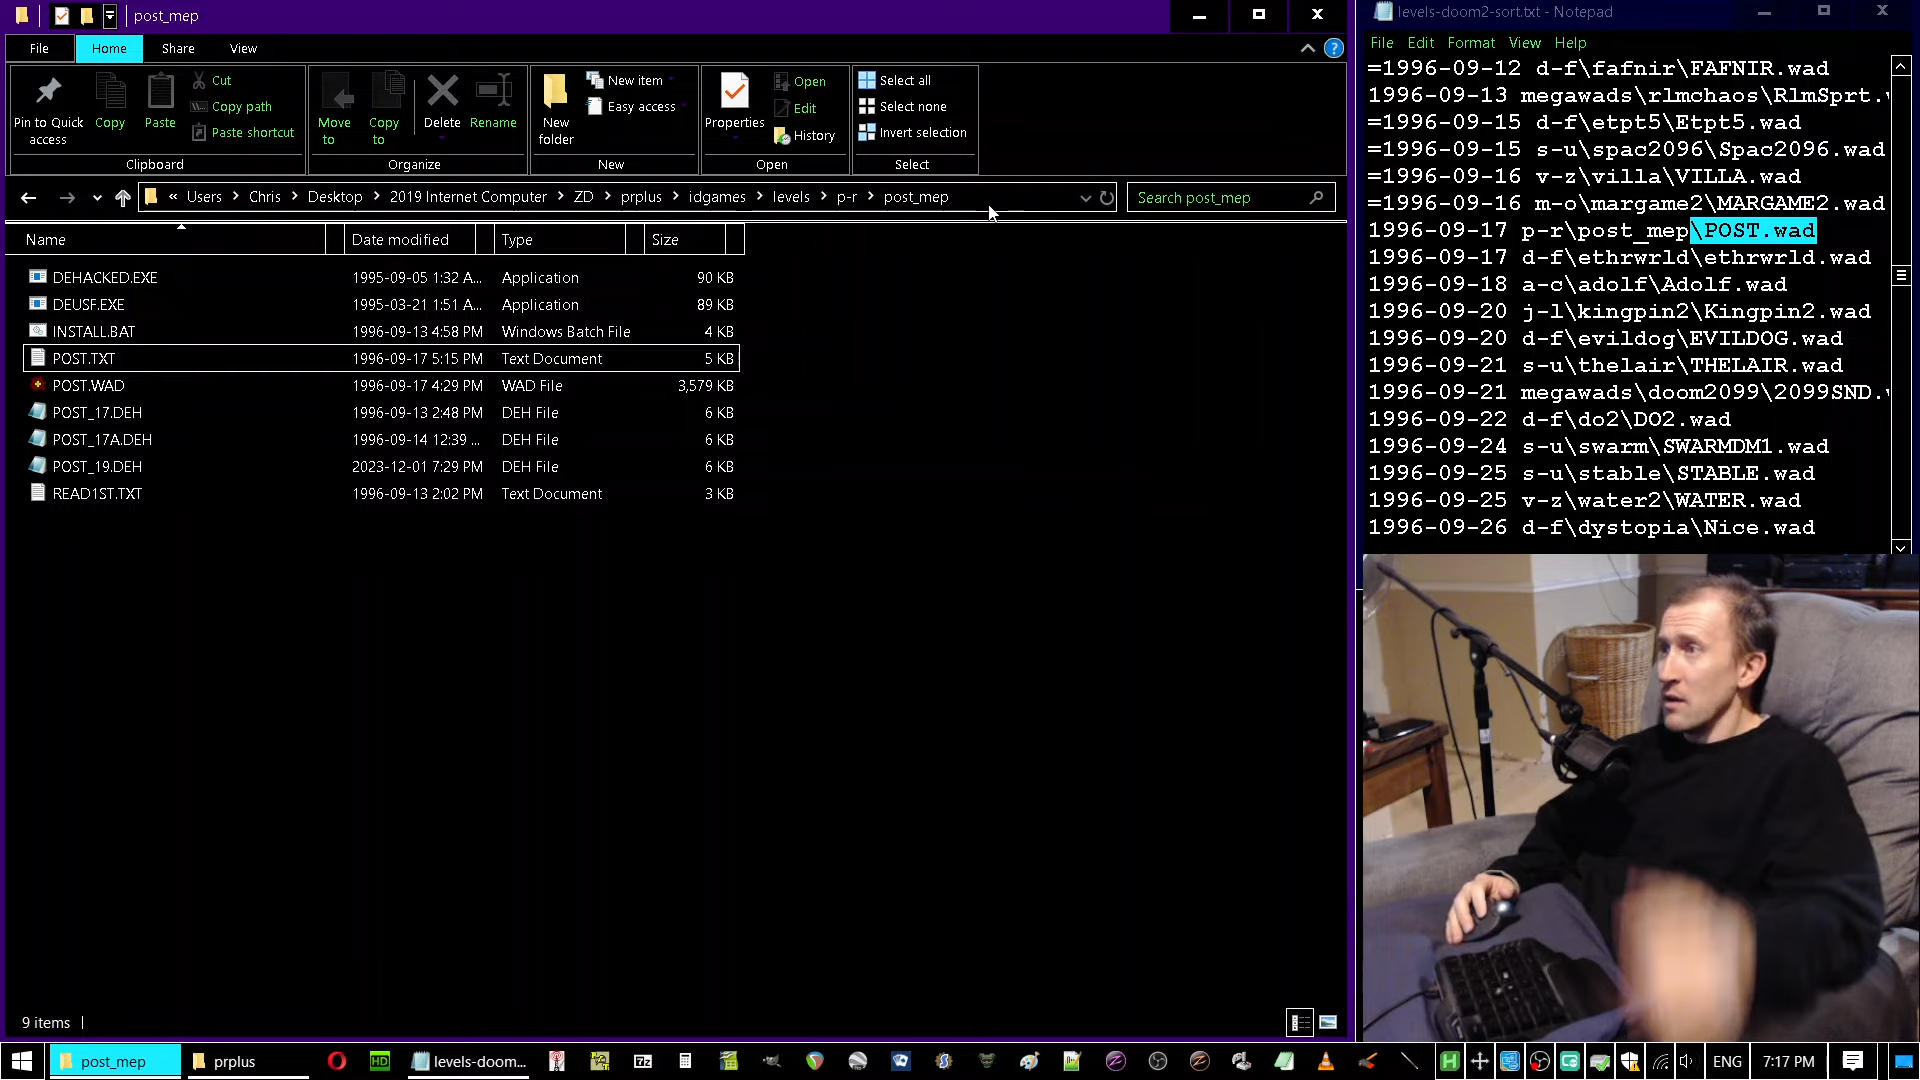 post_mep
File
Home
Share
View
Pin to Quick access
Copy
Paste
Cut
Copy path
Paste shortcut
Clipboard
Move to
Copy to
Delete
Rename
Organize
New folder
New item
Easy access
New
Properties
Open
Edit
History
Open
Select all
Select none
Invert selection
Select
« Users > Chris > Desktop > 2019 Internet Computer > ZD > prplus > idgames > levels > p-r > post_mep
Search post_mep
Name Date modified Type Size
DEHACKED.EXE 1995-09-05 1:32 A... Application 90 KB
DEUSF.EXE 1995-03-21 1:51 A... Application 89 KB
INSTALL.BAT 1996-09-13 4:58 PM Windows Batch File 4 KB
POST.TXT 1996-09-17 5:15 PM Text Document 5 KB
POST.WAD 1996-09-17 4:29 PM WAD File 3,579 KB
POST_17.DEH 1996-09-13 2:48 PM DEH File 6 KB
POST_17A.DEH 1996-09-14 12:39 ... DEH File 6 KB
POST_19.DEH 2023-12-01 7:29 PM DEH File 6 KB
READ1ST.TXT 1996-09-13 2:02 PM Text Document 3 KB
9 items
levels-doom2-sort.txt - Notepad
File Edit Format View Help
=1996-09-12 d-f\fafnir\FAFNIR.wad
1996-09-13 megawads\rlmchaos\RlmSprt.
1996-09-15 d-f\etpt5\Etpt5.wad
=1996-09-15 s-u\spac2096\Spac2096.wad
=1996-09-16 v-z\villa\VILLA.wad
=1996-09-16 m-o\margame2\MARGAME2.wad
1996-09-17 p-r\post_mep\POST.wad
1996-09-17 d-f\ethrwrld\ethrwrld.wad
1996-09-18 a-c\adolf\Adolf.wad
1996-09-20 j-l\kingpin2\Kingpin2.wad
1996-09-20 d-f\evildog\EVILDOG.wad
1996-09-21 s-u\thelair\THELAIR.wad
1996-09-21 megawads\doom2099\2099SND.
1996-09-22 d-f\do2\DO2.wad
1996-09-24 s-u\swarm\SWARMDM1.wad
1996-09-25 s-u\stable\STABLE.wad
1996-09-25 v-z\water2\WATER.wad
1996-09-26 d-f\dystopia\Nice.wad
post_mep
prplus
HD
levels-doom...
7z
ENG
7:17 PM